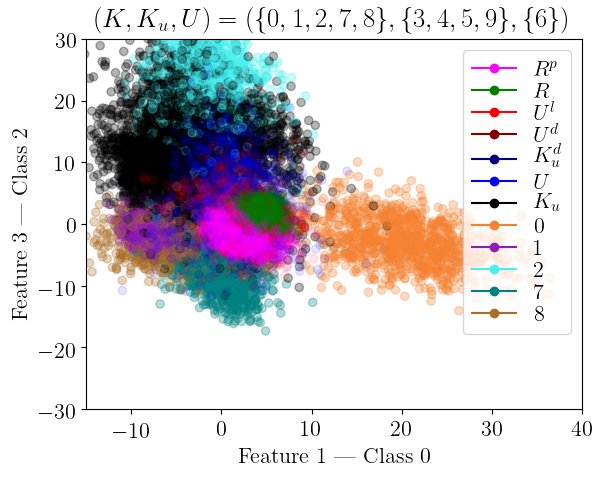 (K, K_u, U) = ({0, 1, 2, 7, 8}, {3, 4, 5, 9}, {6})
30
20
10
0
−10
−20
−30
Feature 3 — Class 2
−10 0 10 20 30 40
Feature 1 — Class 0
R^p
R
U^l
U^d
K_u^d
U
K_u
0
1
2
7
8